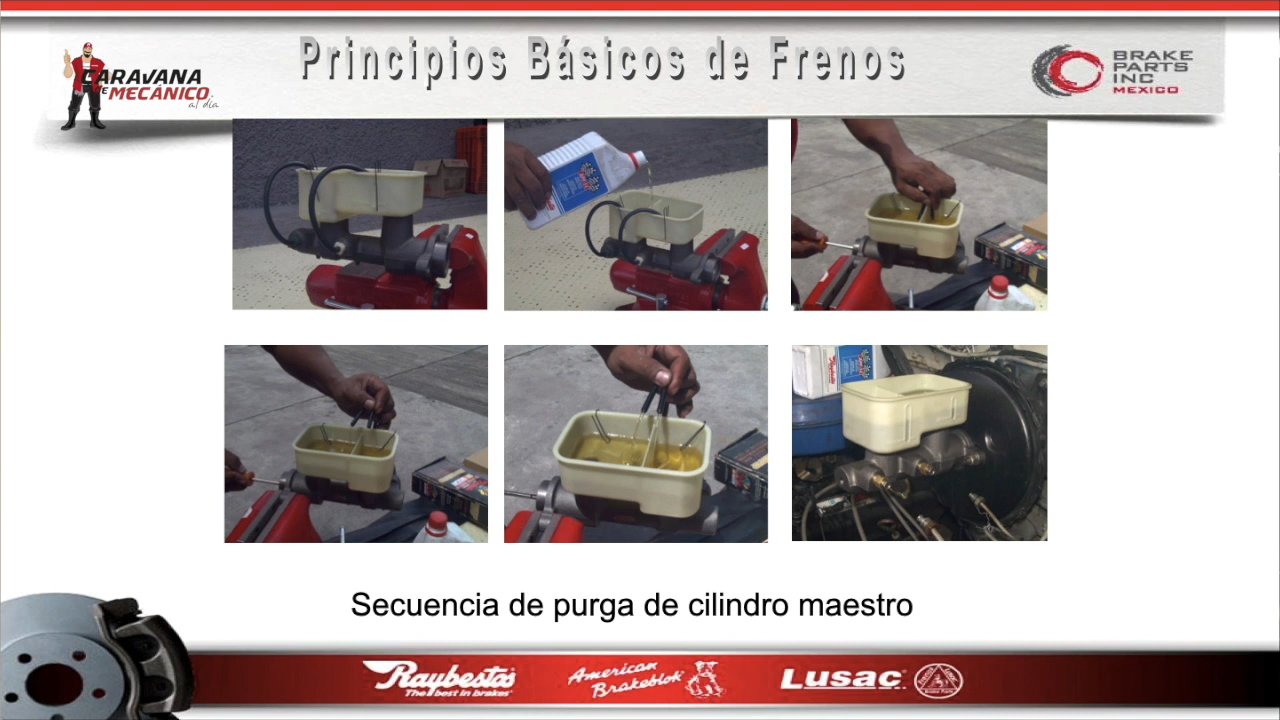 Principios Básicos de Frenos
CARAVANA
DE MECÁNICO
al día
BRAKE
PARTS
INC
MEXICO
Secuencia de purga de cilindro maestro
Raybestos
The best in brakes
American
Brakeblok
Lusac